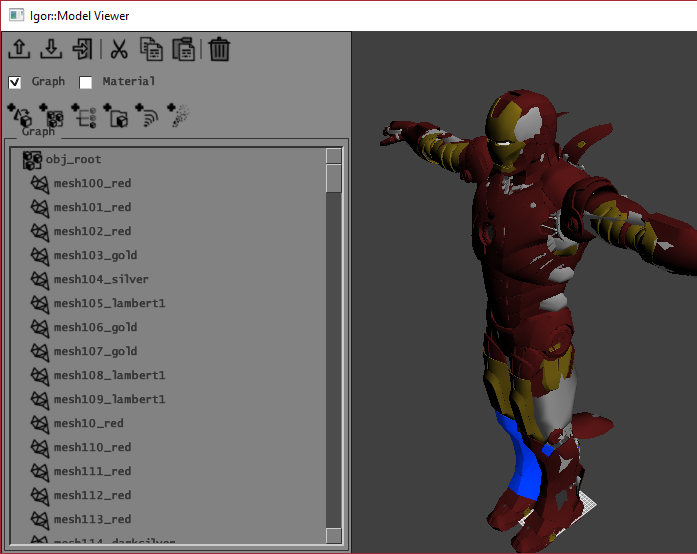 Igor::Model Viewer
Graph Material
Graph
obj_root
mesh100_red
mesh101_red
mesh102_red
mesh103_gold
mesh104_silver
mesh105_lambert1
mesh106_gold
mesh107_gold
mesh108_lambert1
mesh109_lambert1
mesh10_red
mesh110_red
mesh111_red
mesh112_red
mesh113_red
mesh114_darksilver